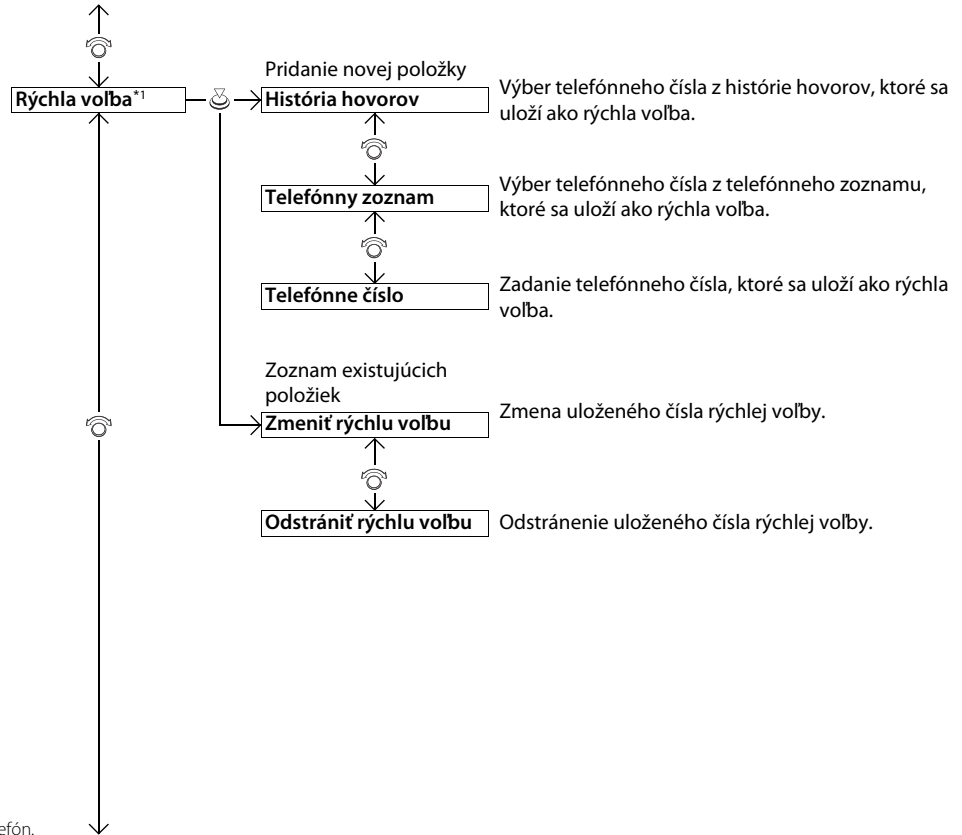 Pridanie novej položky
Rýchla voľba*1
História hovorov
Výber telefónneho čísla z histórie hovorov, ktoré sa
uloží ako rýchla voľba.
Telefónny zoznam
Výber telefónneho čísla z telefónneho zoznamu,
ktoré sa uloží ako rýchla voľba.
Telefónne číslo
Zadanie telefónneho čísla, ktoré sa uloží ako rýchla
voľba.
Zoznam existujúcich
položiek
Zmeniť rýchlu voľbu
Zmena uloženého čísla rýchlej voľby.
Odstrániť rýchlu voľbu
Odstránenie uloženého čísla rýchlej voľby.